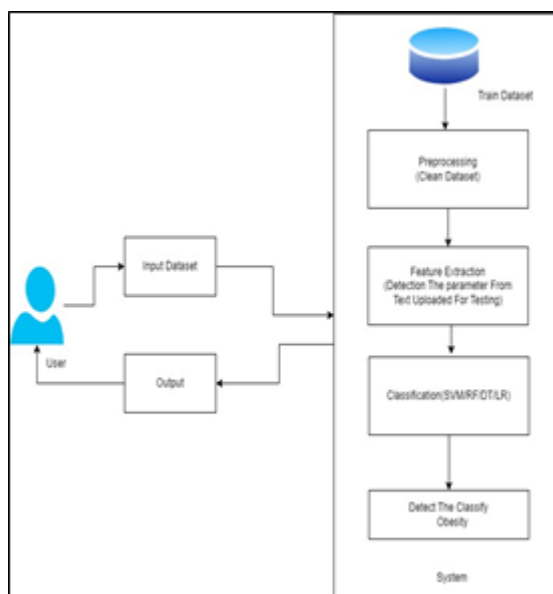 Train Dataset
Preprocessing
(Clean Dataset)
Input Dataset
Feature Extraction
(Detection The parameter From
Text Uploaded For Testing)
User
Output
Classification(SVM/RF/DT/LR)
Detect The Classify
Obesity
System